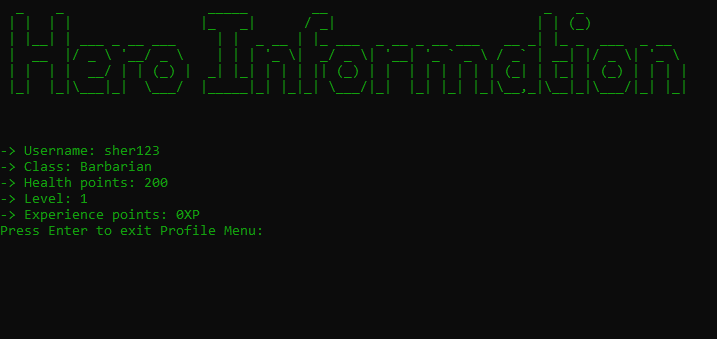 Hero Information
-> Username: sher123
-> Class: Barbarian
-> Health points: 200
-> Level: 1
-> Experience points: 0XP
Press Enter to exit Profile Menu: